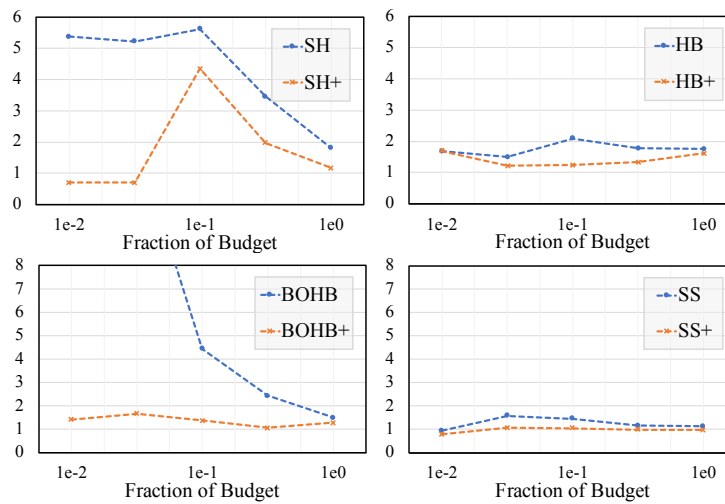 6
5
4
3
2
1
0
SH
SH+
1e-2 1e-1 1e0
Fraction of Budget
6
5
4
3
2
1
0
HB
HB+
1e-2 1e-1 1e0
Fraction of Budget
8
7
6
5
4
3
2
1
0
BOHB
BOHB+
1e-2 1e-1 1e0
Fraction of Budget
8
7
6
5
4
3
2
1
0
SS
SS+
1e-2 1e-1 1e0
Fraction of Budget